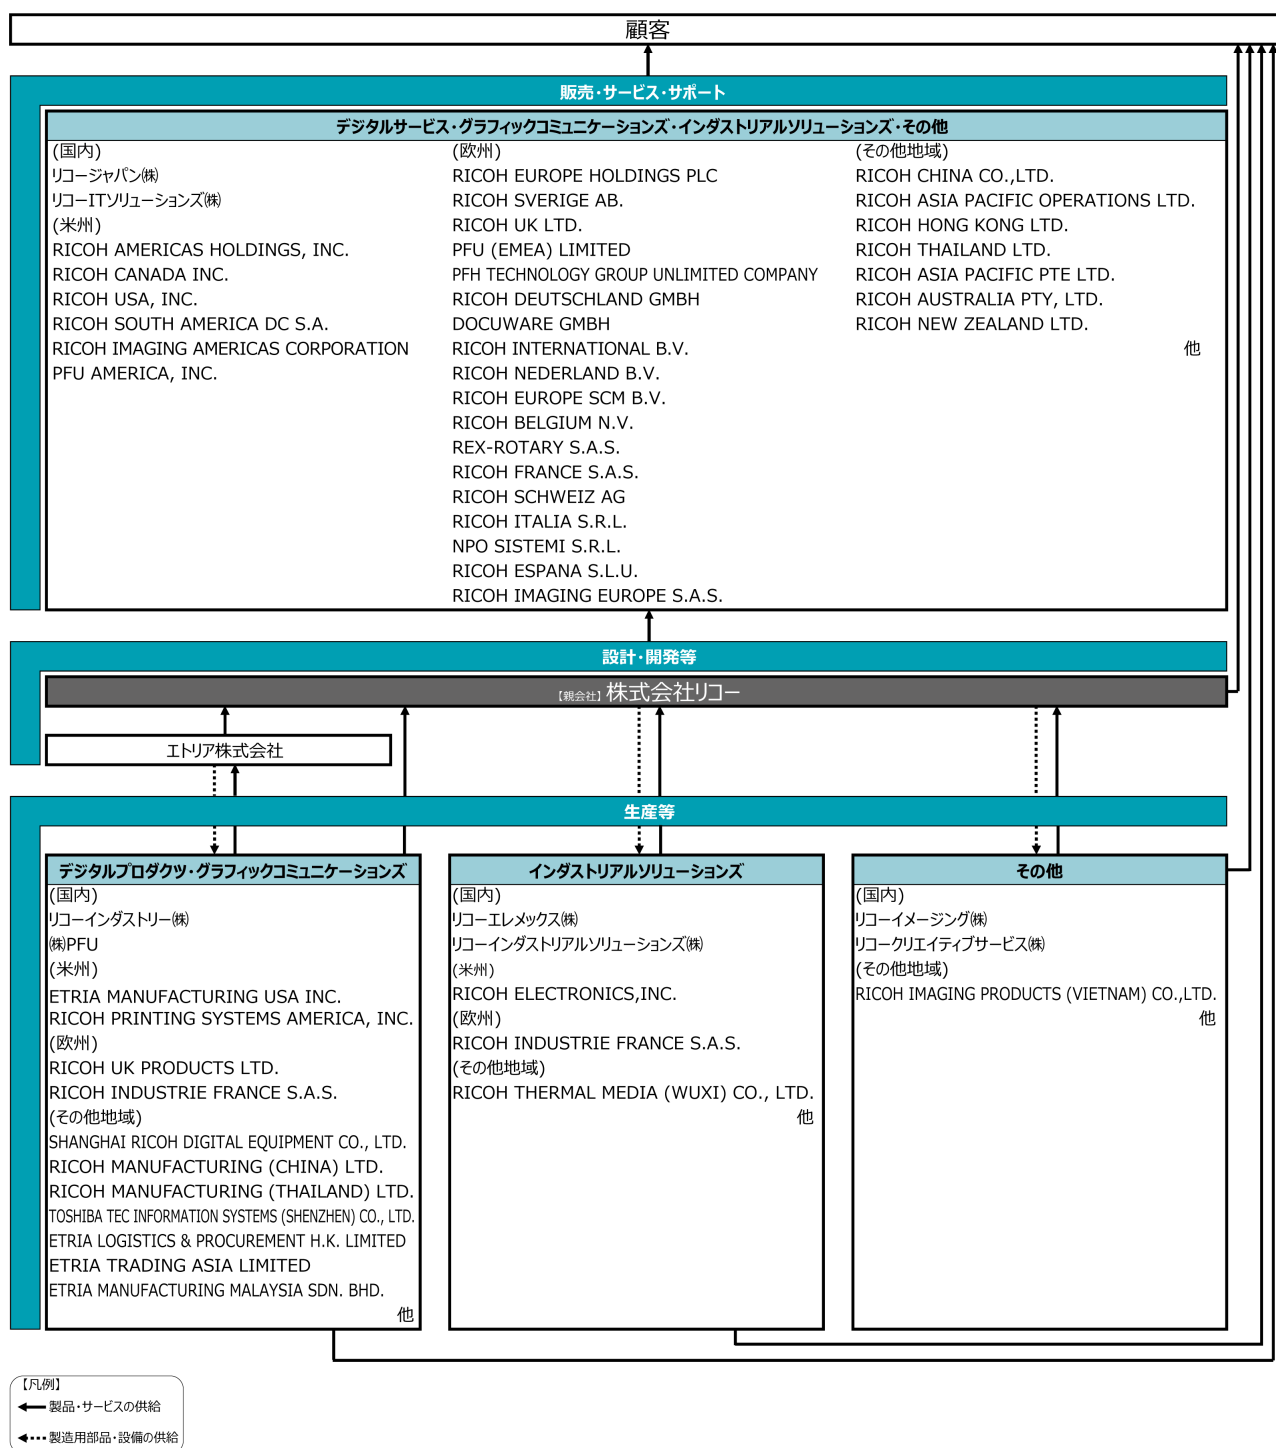 顧客
販売・サービス・サポート
デジタルサービス・グラフィックコミュニケーションズ・インダストリアルソリューションズ・その他
(国内)
リコージャパン㈱
リコーITソリューションズ㈱
(米州)
RICOH AMERICAS HOLDINGS, INC.
RICOH CANADA INC.
RICOH USA, INC.
RICOH SOUTH AMERICA DC S.A.
RICOH IMAGING AMERICAS CORPORATION
PFU AMERICA, INC.
(欧州)
RICOH EUROPE HOLDINGS PLC
RICOH SVERIGE AB.
RICOH UK LTD.
PFU (EMEA) LIMITED
PFH TECHNOLOGY GROUP UNLIMITED COMPANY
RICOH DEUTSCHLAND GMBH
DOCUWARE GMBH
RICOH INTERNATIONAL B.V.
RICOH NEDERLAND B.V.
RICOH EUROPE SCM B.V.
RICOH BELGIUM N.V.
REX-ROTARY S.A.S.
RICOH FRANCE S.A.S.
RICOH SCHWEIZ AG
RICOH ITALIA S.R.L.
NPO SISTEMI S.R.L.
RICOH ESPANA S.L.U.
RICOH IMAGING EUROPE S.A.S.
(その他地域)
RICOH CHINA CO.,LTD.
RICOH ASIA PACIFIC OPERATIONS LTD.
RICOH HONG KONG LTD.
RICOH THAILAND LTD.
RICOH ASIA PACIFIC PTE LTD.
RICOH AUSTRALIA PTY, LTD.
RICOH NEW ZEALAND LTD.
他
設計・開発等
【親会社】株式会社リコー
エトリア株式会社
生産等
デジタルプロダクツ・グラフィックコミュニケーションズ
(国内)
リコーインダストリー㈱
㈱PFU
(米州)
ETRIA MANUFACTURING USA INC.
RICOH PRINTING SYSTEMS AMERICA, INC.
(欧州)
RICOH UK PRODUCTS LTD.
RICOH INDUSTRIE FRANCE S.A.S.
(その他地域)
SHANGHAI RICOH DIGITAL EQUIPMENT CO., LTD.
RICOH MANUFACTURING (CHINA) LTD.
RICOH MANUFACTURING (THAILAND) LTD.
TOSHIBA TEC INFORMATION SYSTEMS (SHENZHEN) CO., LTD.
ETRIA LOGISTICS & PROCUREMENT H.K. LIMITED
ETRIA TRADING ASIA LIMITED
ETRIA MANUFACTURING MALAYSIA SDN. BHD.
他
インダストリアルソリューションズ
(国内)
リコーエレメックス㈱
リコーインダストリアルソリューションズ㈱
(米州)
RICOH ELECTRONICS,INC.
(欧州)
RICOH INDUSTRIE FRANCE S.A.S.
(その他地域)
RICOH THERMAL MEDIA (WUXI) CO., LTD.
他
その他
(国内)
リコーイメージング㈱
リコークリエイティブサービス㈱
(その他地域)
RICOH IMAGING PRODUCTS (VIETNAM) CO.,LTD.
他
【凡例】
製品・サービスの供給
製造用部品・設備の供給